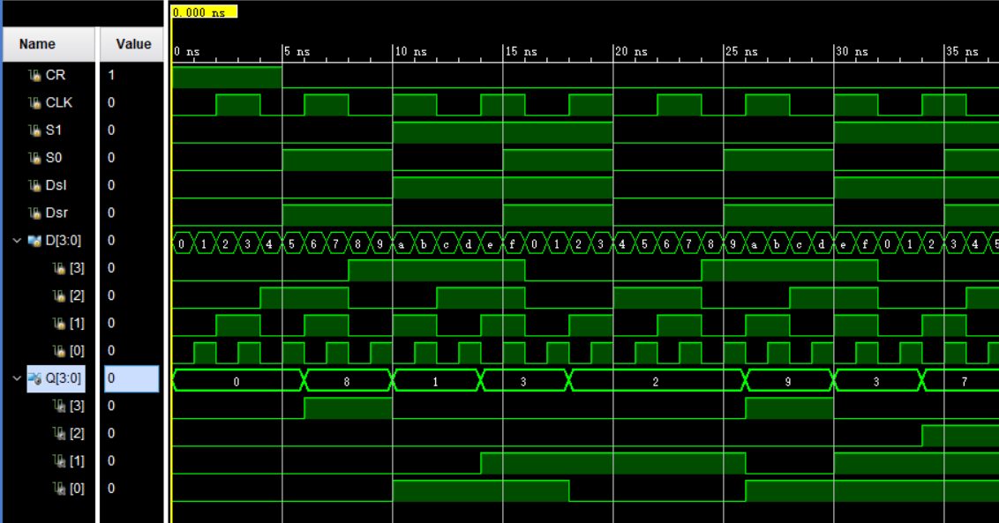 0.000 ns
Name Value
0 ns 5 ns 10 ns 15 ns 20 ns 25 ns 30 ns 35 ns
CR 1
CLK 0
S1 0
S0 0
Dsl 0
Dsr 0
D[3:0] 0 0 1 2 3 4 5 6 7 8 9 a b c d e f 0 1 2 3 4 5 6 7 8 9 a b c d e f 0 1 2 3 4 5
[3] 0
[2] 0
[1] 0
[0] 0
Q[3:0] 0 0 8 1 3 2 9 3 7
[3] 0
[2] 0
[1] 0
[0] 0